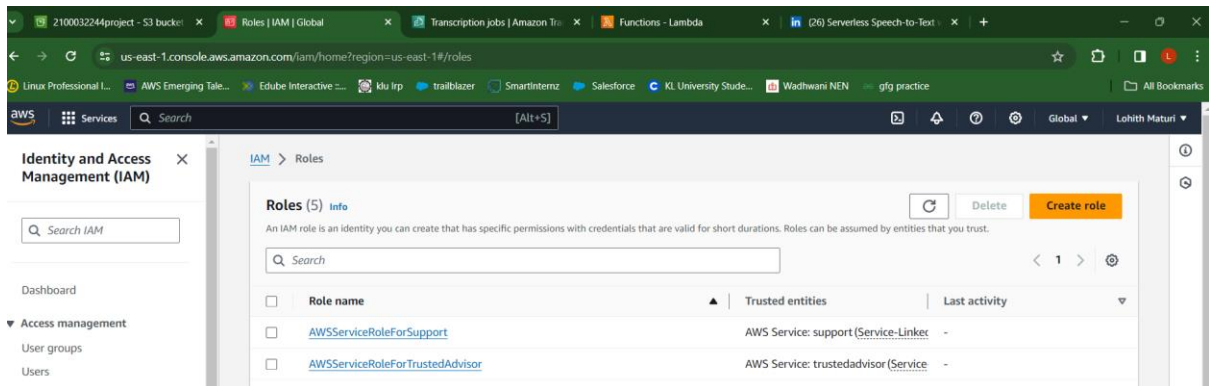 2100032244project - S3 bucket
Roles | IAM | Global
Transcription jobs | Amazon Tra
Functions - Lambda
(26) Serverless Speech-to-Text
us-east-1.console.aws.amazon.com/iam/home?region=us-east-1#/roles
L
Linux Professional I... AWS Emerging Tale... Edube Interactive ::... klu lrp trailblazer SmartInternz Salesforce KL University Stude... Wadhwani NEN gfg practice All Bookmarks
aws Services Search [Alt+S] Global Lohith Maturi
Identity and Access
Management (IAM)
Search IAM
Dashboard
Access management
User groups
Users
IAM > Roles
Roles (5) Info
Delete
Create role
An IAM role is an identity you can create that has specific permissions with credentials that are valid for short durations. Roles can be assumed by entities that you trust.
Search
1
Role name Trusted entities Last activity
AWSServiceRoleForSupport AWS Service: support (Service-Linked -
AWSServiceRoleForTrustedAdvisor AWS Service: trustedadvisor (Service -